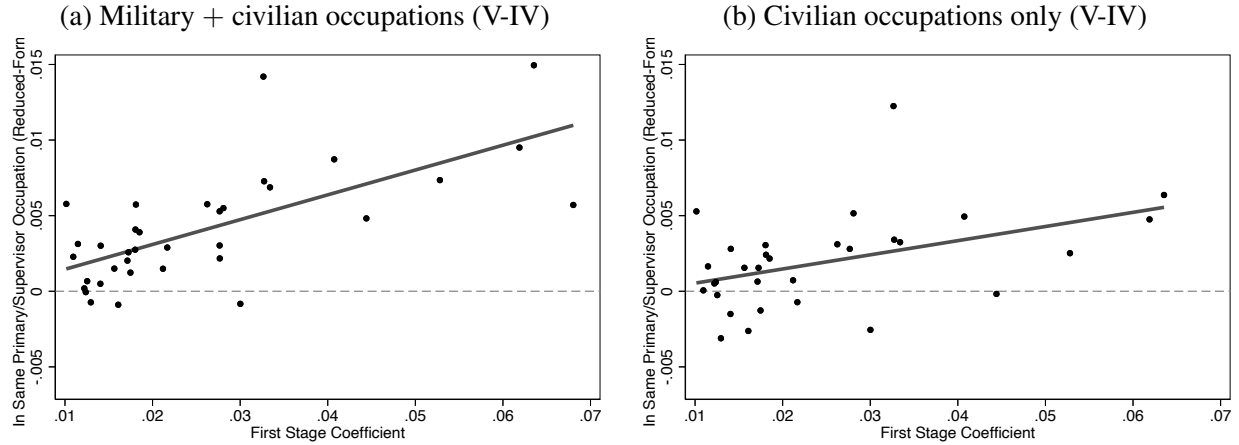 (a) Military + civilian occupations (V-IV)
In Same Primary/Supervisor Occupation (Reduced-Forn
.015
.01
.005
0
-.005
.01 .02 .03 .04 .05 .06 .07
First Stage Coefficient
(b) Civilian occupations only (V-IV)
In Same Primary/Supervisor Occupation (Reduced-Forn
.015
.01
.005
0
-.005
.01 .02 .03 .04 .05 .06 .07
First Stage Coefficient